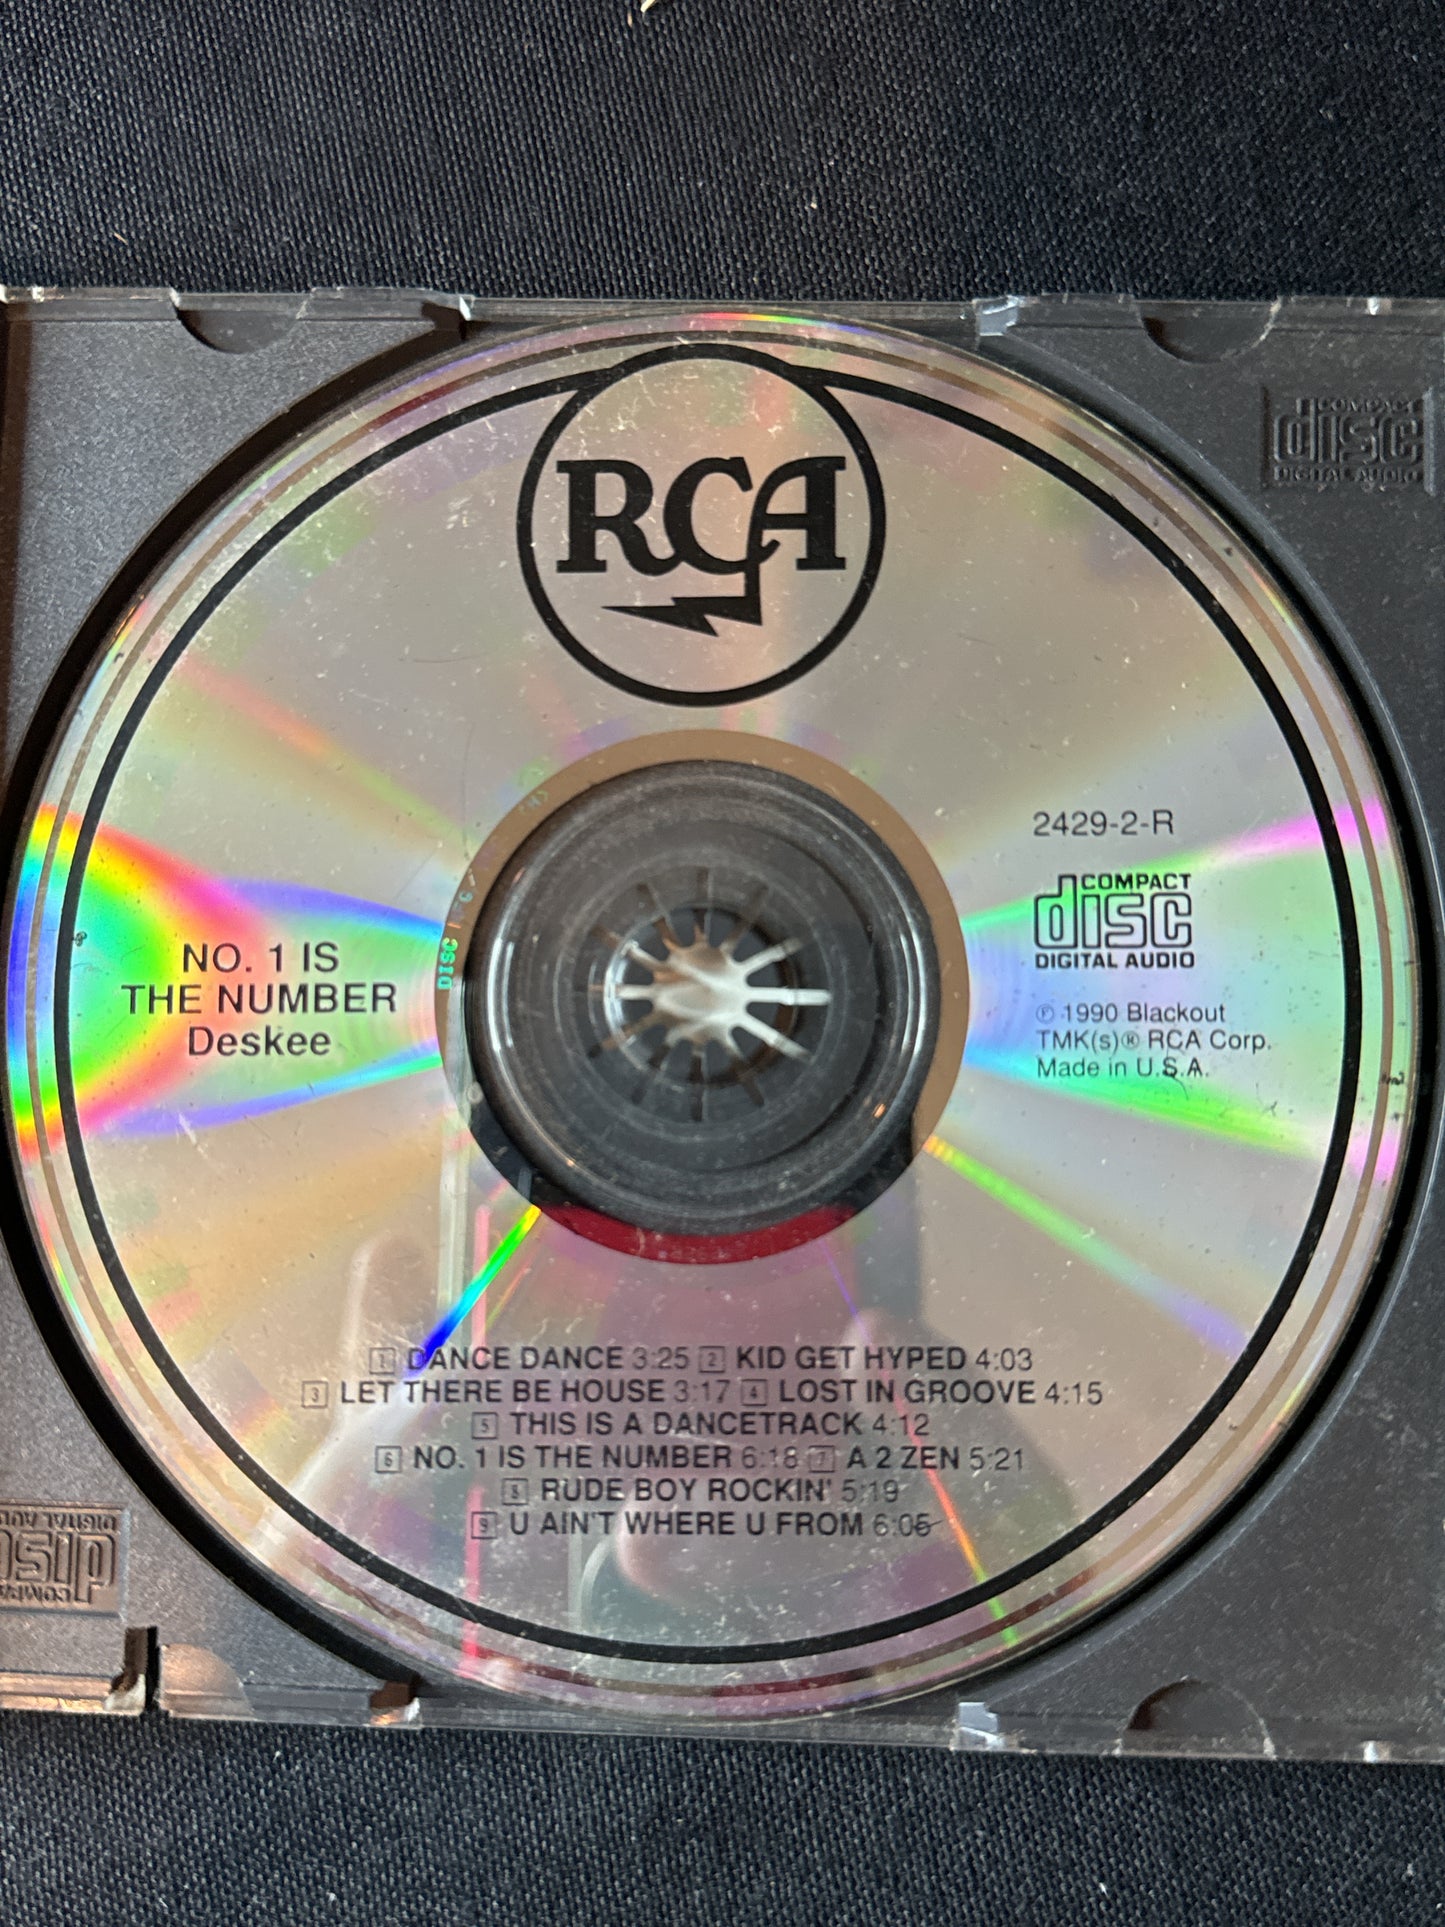 RCA
COMPACT
disc
DIGITAL AUDIO
2429-2-R
COMPACT
disc
DIGITAL AUDIO
NO. 1 IS
THE NUMBER
Deskee
DISC
℗ 1990 Blackout
TMK(s)® RCA Corp.
Made in U.S.A.
1 DANCE DANCE 3:25 2 KID GET HYPED 4:03
3 LET THERE BE HOUSE 3:17 4 LOST IN GROOVE 4:15
5 THIS IS A DANCETRACK 4:12
6 NO. 1 IS THE NUMBER 6:18 7 A 2 ZEN 5:21
8 RUDE BOY ROCKIN' 5:19
9 U AIN'T WHERE U FROM 6:05